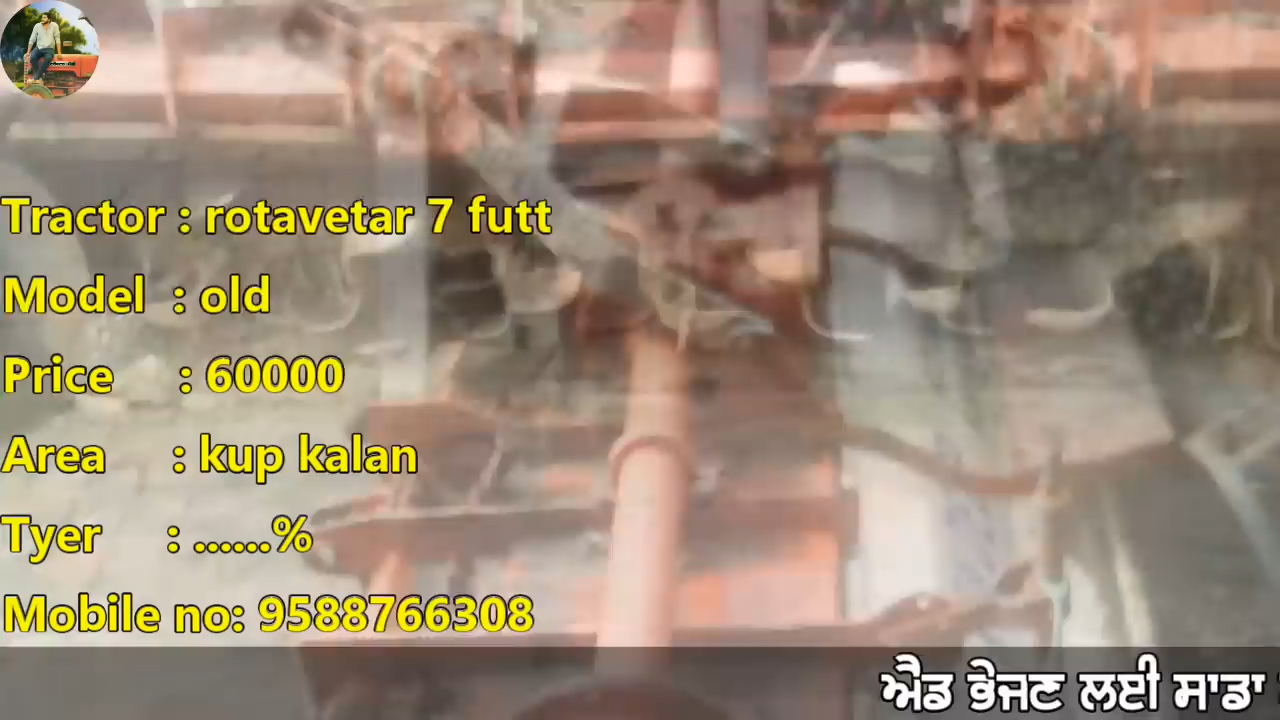 Tractor : rotavetar 7 futt
Model : old
Price : 60000
Area : kup kalan
Tyer : ......%
Mobile no: 9588766308
ਐਡ ਭੇਜਣ ਲਈ ਸਾਡਾ